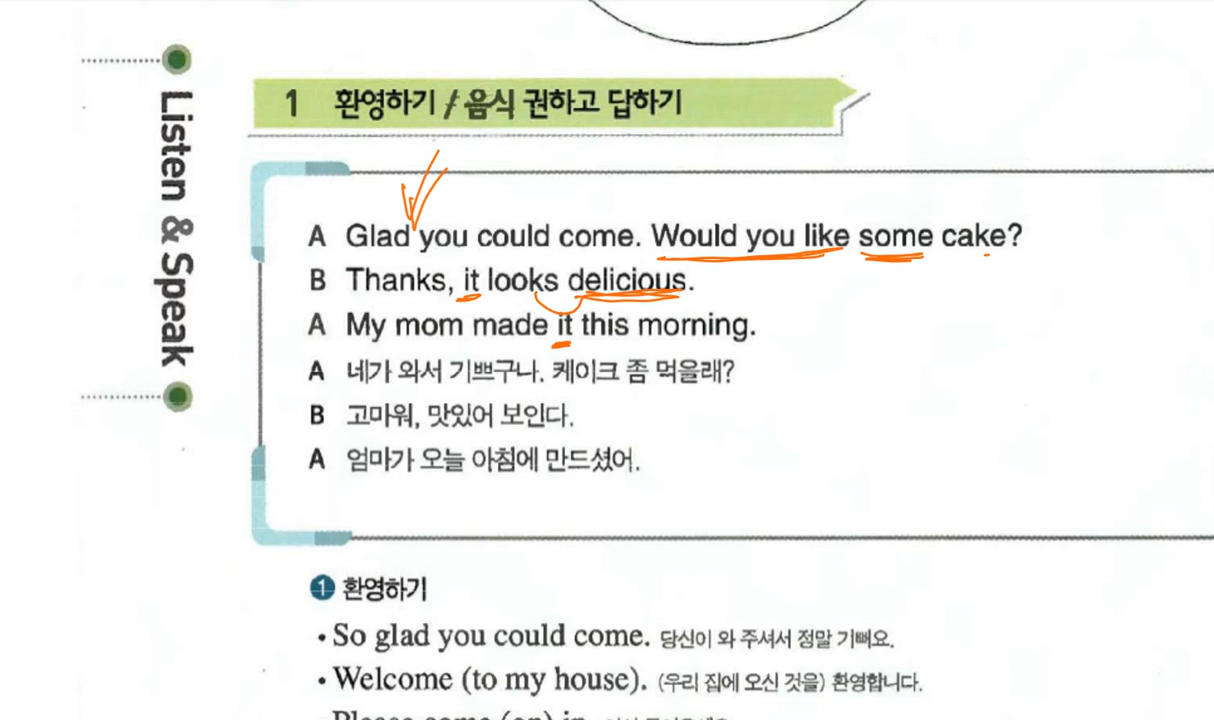 Listen & Speak
1 환영하기 / 음식 권하고 답하기
A Glad you could come. Would you like some cake?
B Thanks, it looks delicious.
A My mom made it this morning.
A 네가 와서 기쁘구나. 케이크 좀 먹을래?
B 고마워, 맛있어 보인다.
A 엄마가 오늘 아침에 만드셨어.
1 환영하기
• So glad you could come. 당신이 와 주셔서 정말 기뻐요.
• Welcome (to my house). (우리 집에 오신 것을) 환영합니다.
Please come (on) in.